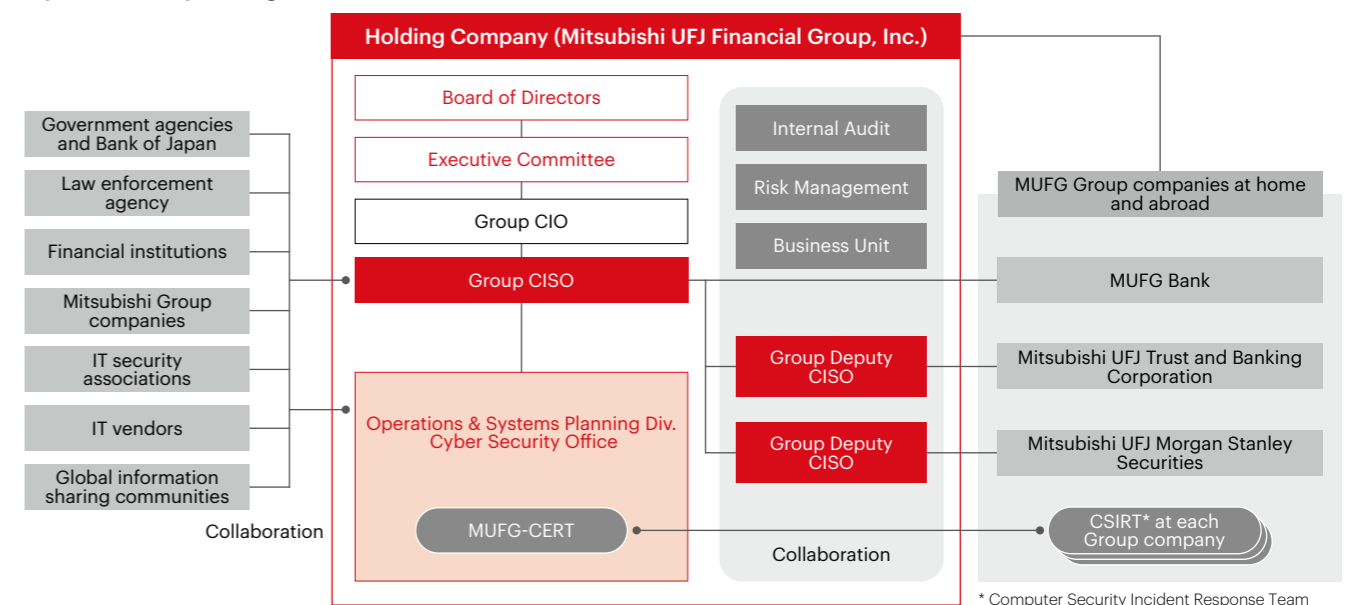 Holding Company (Mitsubishi UFJ Financial Group, Inc.)
Government agencies
and Bank of Japan
Law enforcement
agency
Financial institutions
Mitsubishi Group
companies
IT security
associations
IT vendors
Global information
sharing communities
Collaboration
Board of Directors
Executive Committee
Group CIO
Group CISO
Operations & Systems Planning Div.
Cyber Security Office
MUFG-CERT
Internal Audit
Risk Management
Business Unit
Group Deputy
CISO
Group Deputy
CISO
Collaboration
MUFG Group companies at home
and abroad
MUFG Bank
Mitsubishi UFJ Trust and Banking
Corporation
Mitsubishi UFJ Morgan Stanley
Securities
CSIRT* at each
Group company
* Computer Security Incident Response Team